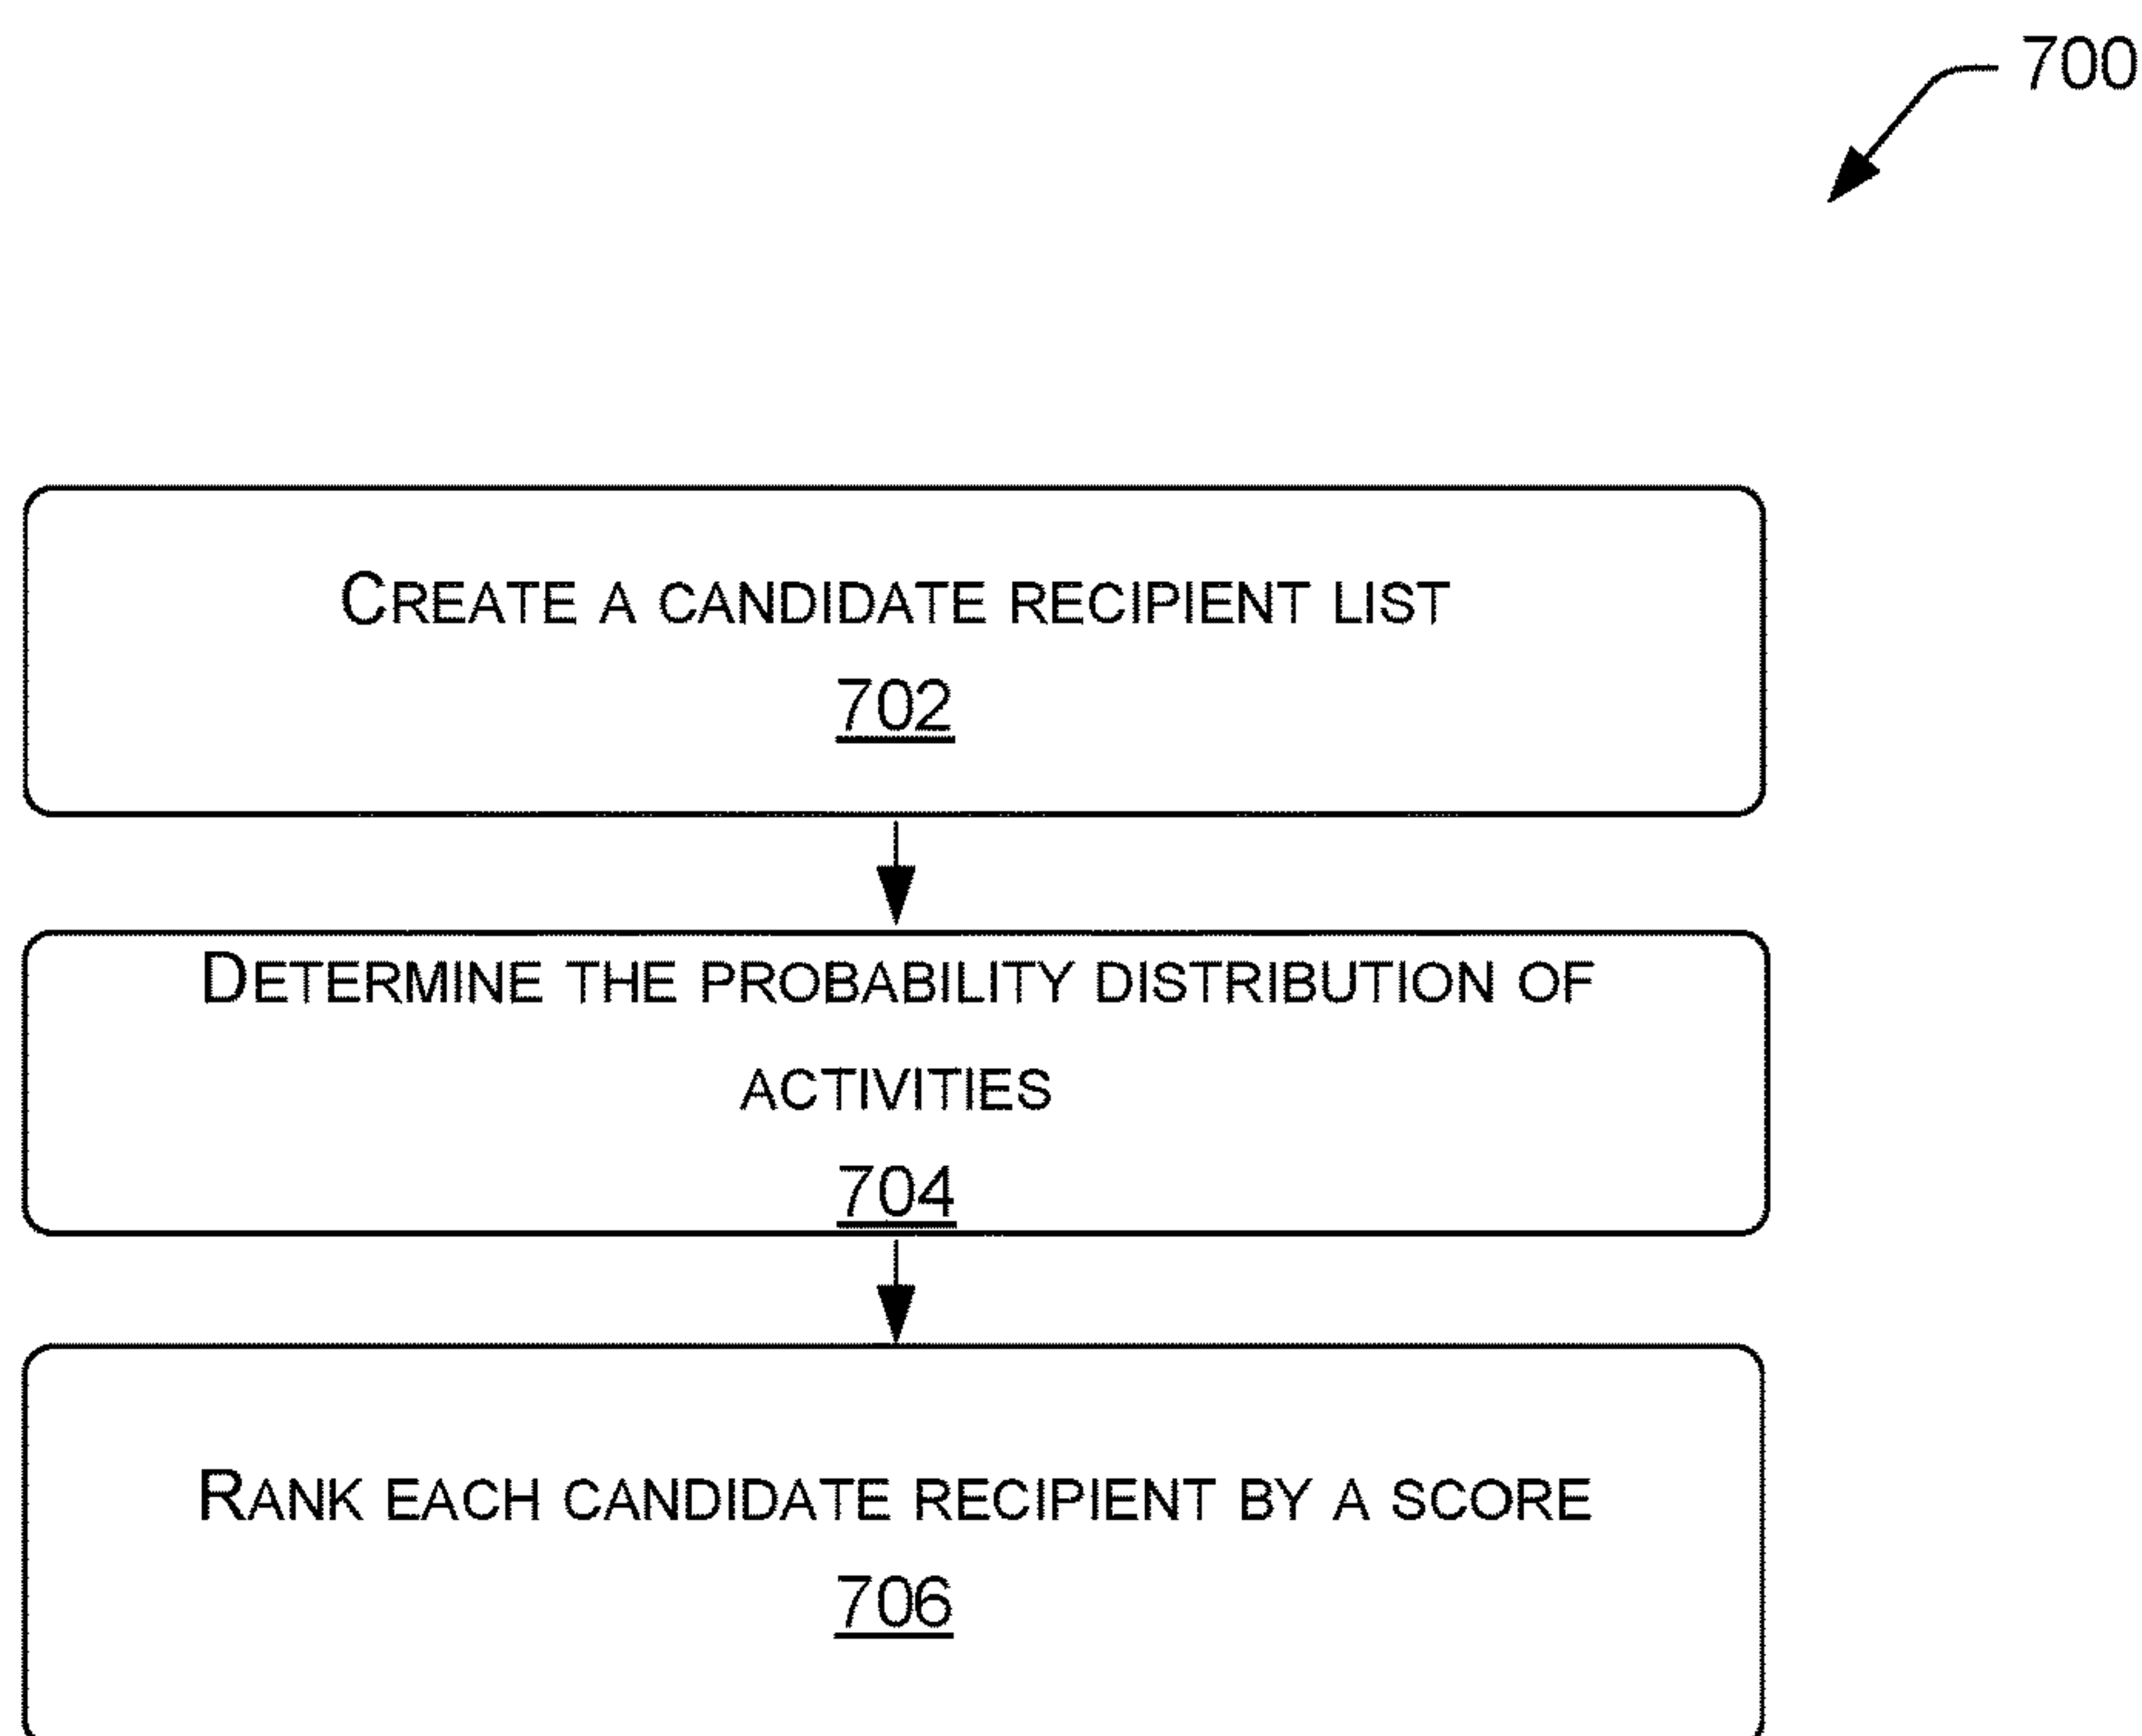 700
CREATE A CANDIDATE RECIPIENT LIST
702
DETERMINE THE PROBABILITY DISTRIBUTION OF
ACTIVITIES
704
RANK EACH CANDIDATE RECIPIENT BY A SCORE
706